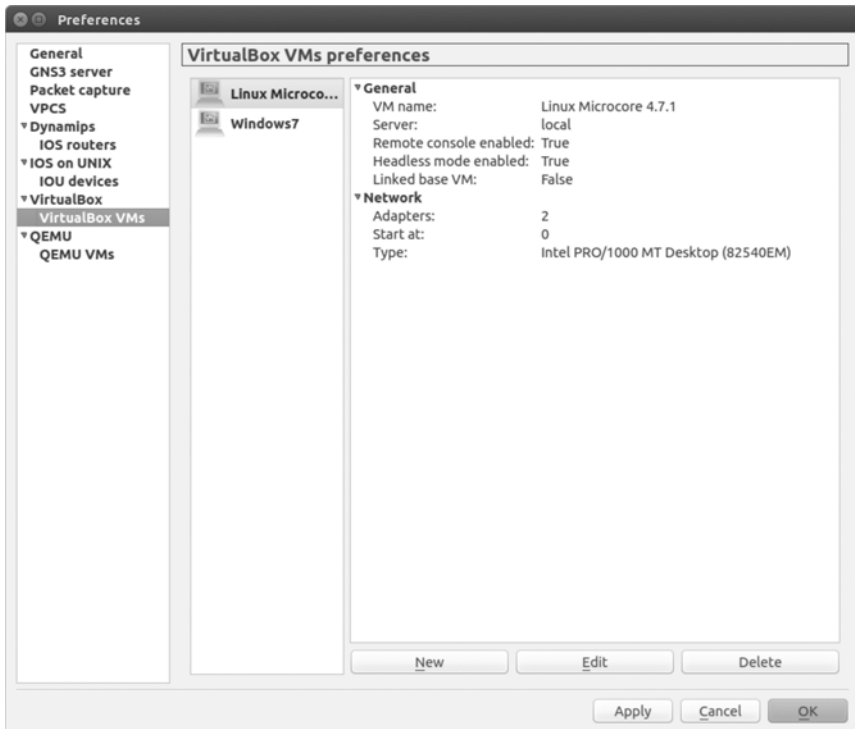 Preferences
General
GNS3 server
Packet capture
VPCS
Dynamips
IOS routers
IOS on UNIX
IOU devices
VirtualBox
VirtualBox VMs
QEMU
QEMU VMs
VirtualBox VMs preferences
Linux Microco...
Windows7
General
VM name: Linux Microcore 4.7.1
Server: local
Remote console enabled: True
Headless mode enabled: True
Linked base VM: False
Network
Adapters: 2
Start at: 0
Type: Intel PRO/1000 MT Desktop (82540EM)
New Edit Delete
Apply Cancel OK